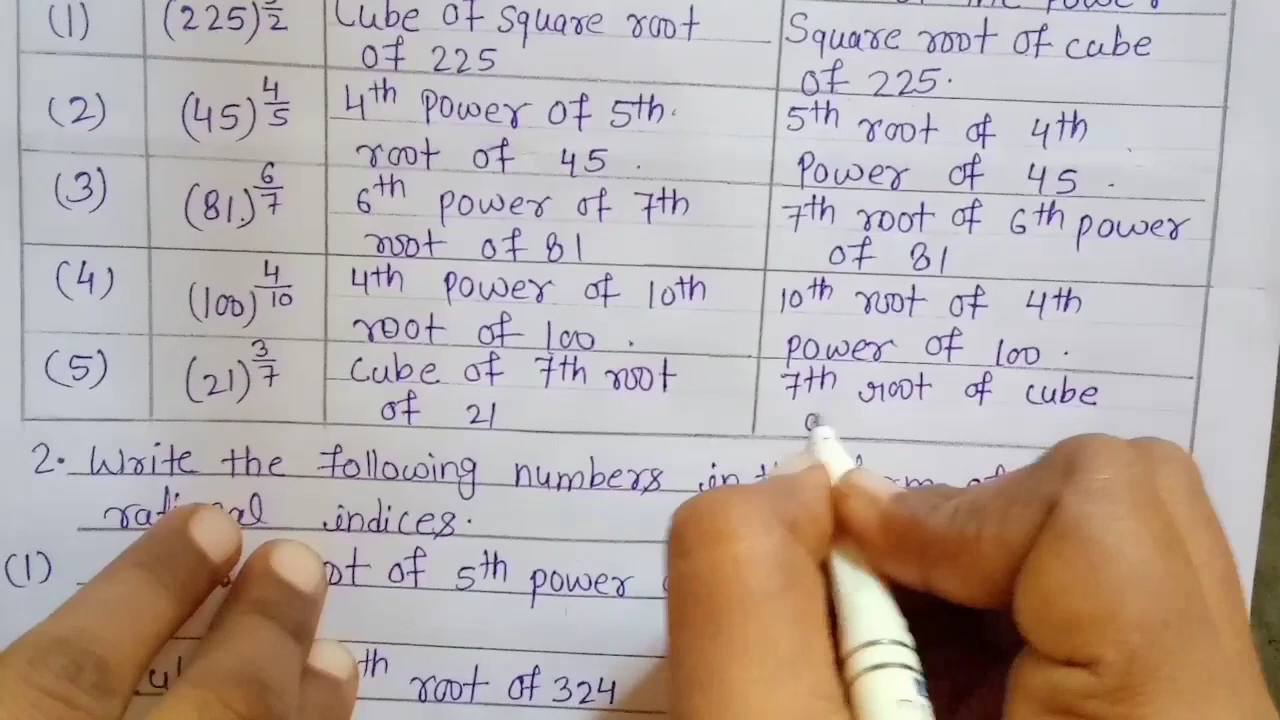 (1) (225)^3/2 Cube of square root of 225 Square root of cube of 225.
(2) (45)^4/5 4th power of 5th. root of 45. 5th root of 4th Power of 45.
(3) (81.)^6/7 6th power of 7th root of 81 7th root of 6th power of 81
(4) (100)^4/10 4th power of 10th root of 100. 10th root of 4th power of 100.
(5) (21)^3/7 Cube of 7th root of 21 7th root of cube
2. Write the following numbers in
indices.
(1) of 5th power
th root of 324